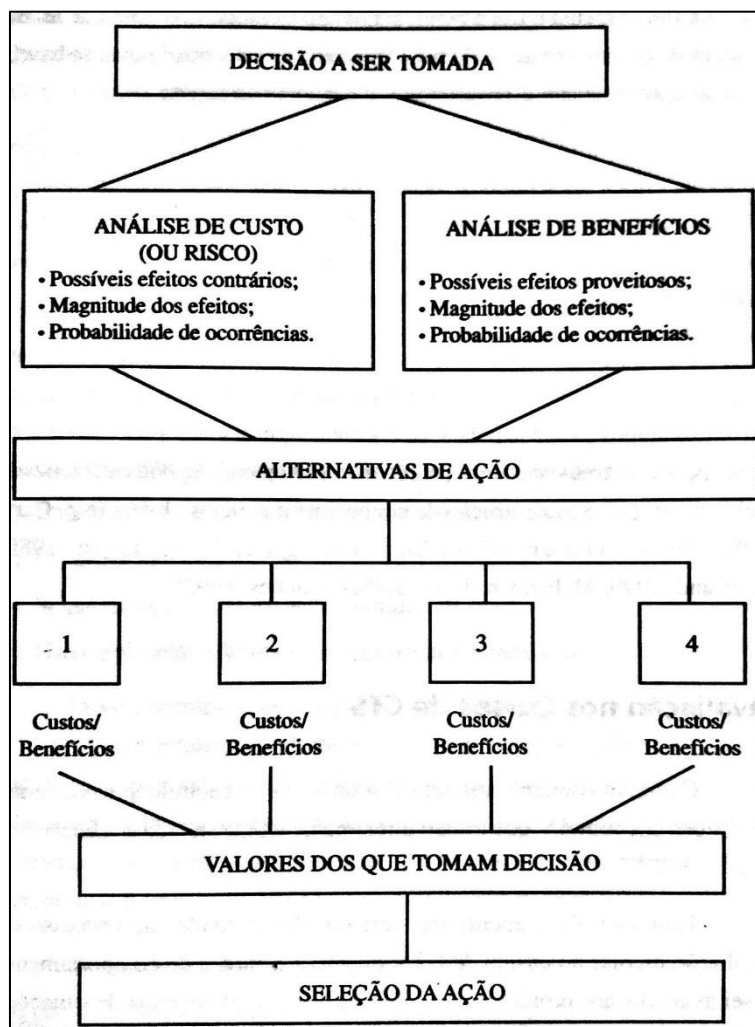 DECISÃO A SER TOMADA
ANÁLISE DE CUSTO
(OU RISCO)
• Possíveis efeitos contrários;
• Magnitude dos efeitos;
• Probabilidade de ocorrências.
ANÁLISE DE BENEFÍCIOS
• Possíveis efeitos proveitosos;
• Magnitude dos efeitos;
• Probabilidade de ocorrências.
ALTERNATIVAS DE AÇÃO
1
2
3
4
Custos/
Benefícios
Custos/
Benefícios
Custos/
Benefícios
Custos/
Benefícios
VALORES DOS QUE TOMAM DECISÃO
SELEÇÃO DA AÇÃO